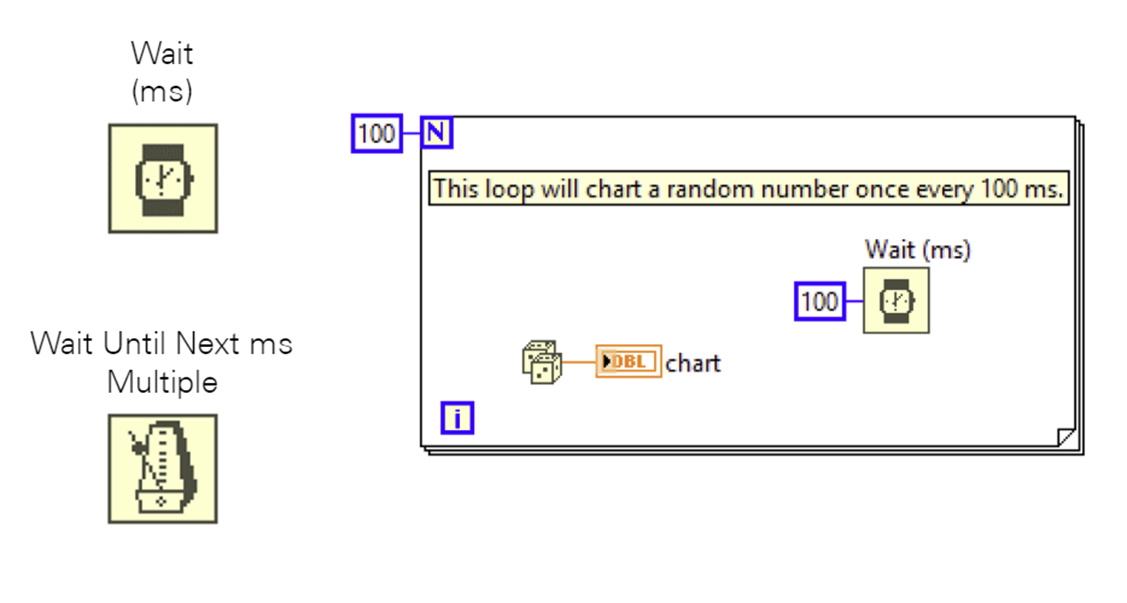 Wait
(ms)
Wait Until Next ms
Multiple
100
N
This loop will chart a random number once every 100 ms.
Wait (ms)
100
DBL
chart
i